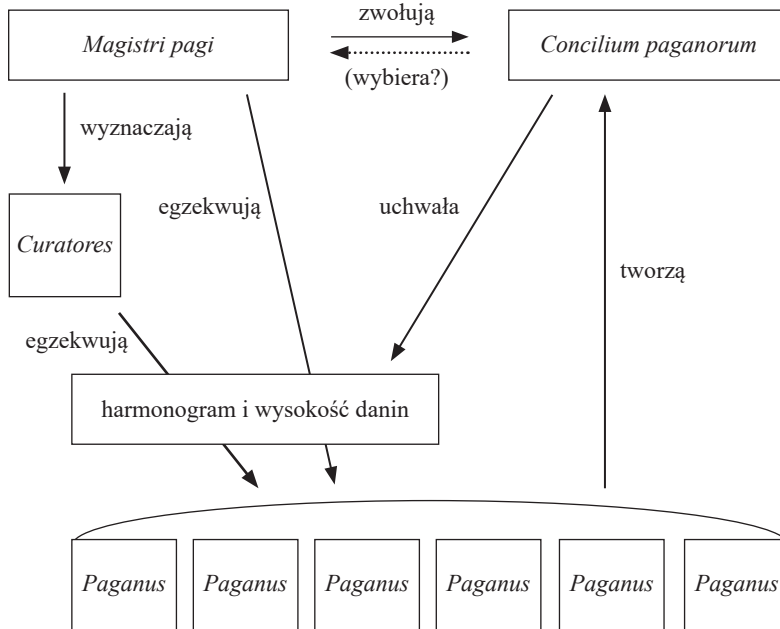 zwołują
Magistri pagi
Concilium paganorum
(wybiera?)
wyznaczają
egzekwują
uchwała
Curatores
tworzą
egzekwują
harmonogram i wysokość danin
Paganus Paganus Paganus Paganus Paganus Paganus